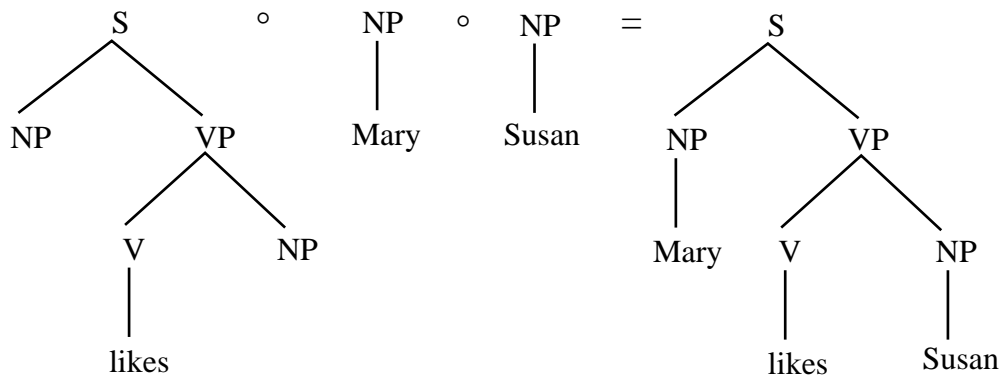 S ° NP ° NP = S
NP VP Mary Susan NP VP
V NP Mary V NP
likes likes Susan